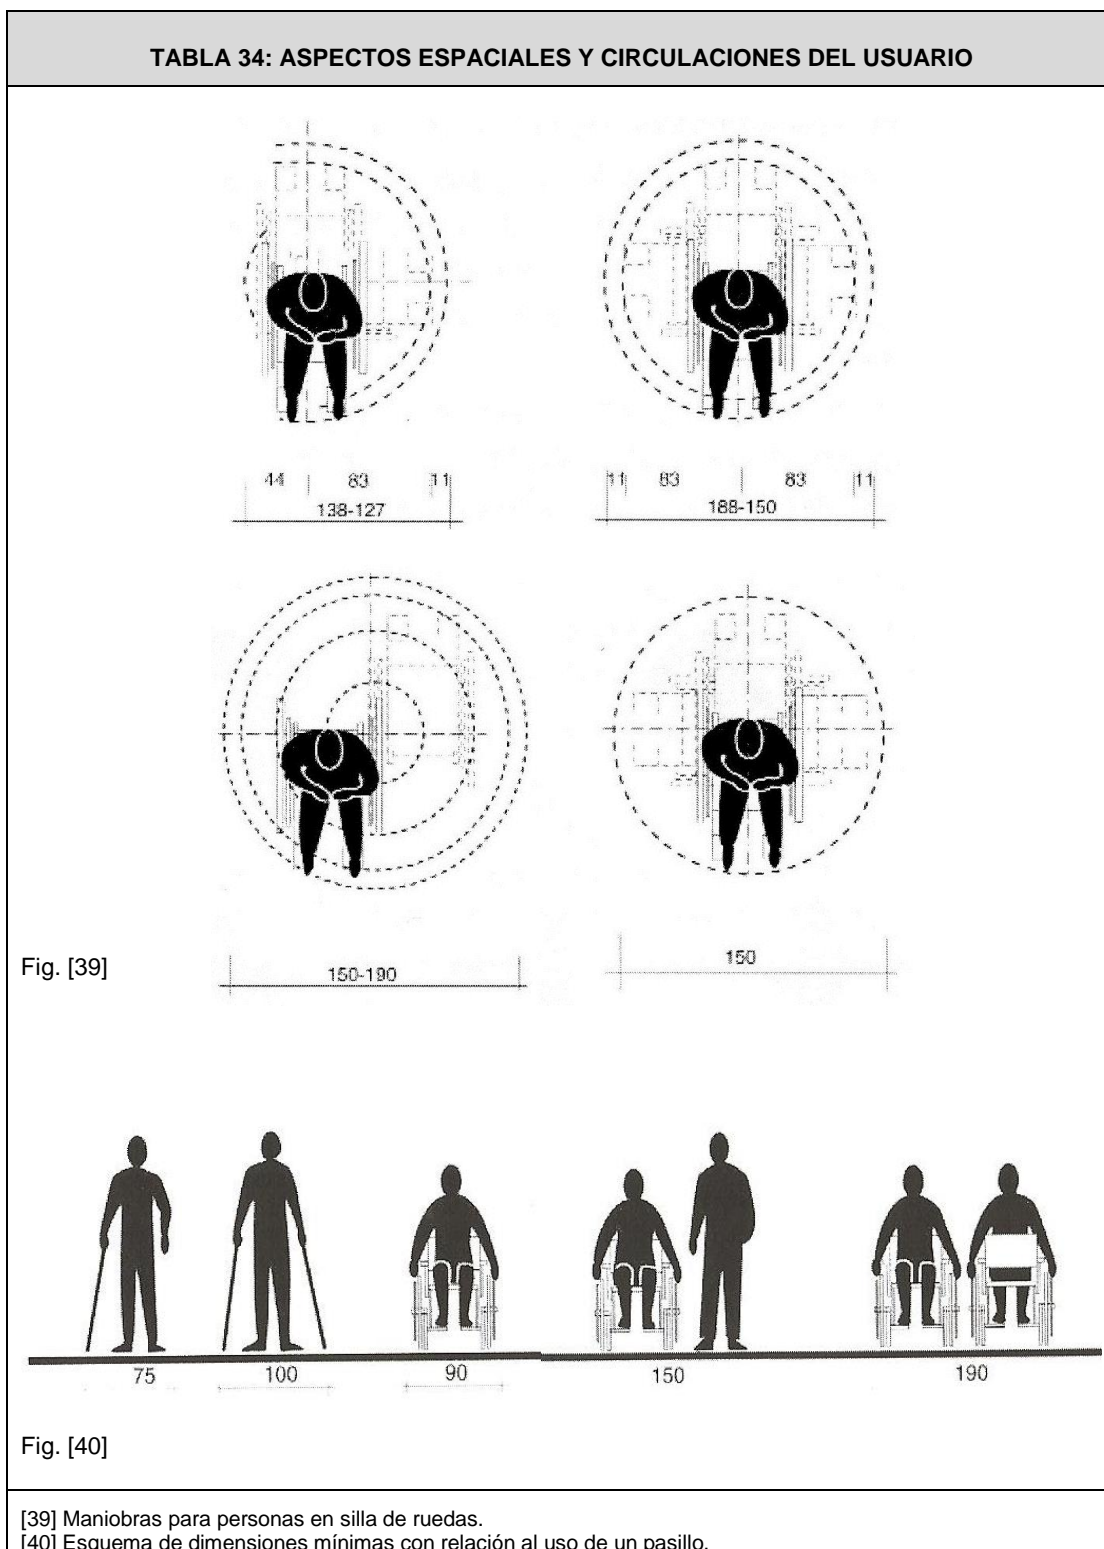 TABLA 34: ASPECTOS ESPACIALES Y CIRCULACIONES DEL USUARIO
44 83 11
138-127
11 83 83 11
188-150
Fig. [39]
150-190
150
75 100 90 150 190
Fig. [40]
[39] Maniobras para personas en silla de ruedas.
[40] Esquema de dimensiones mínimas con relación al uso de un pasillo.